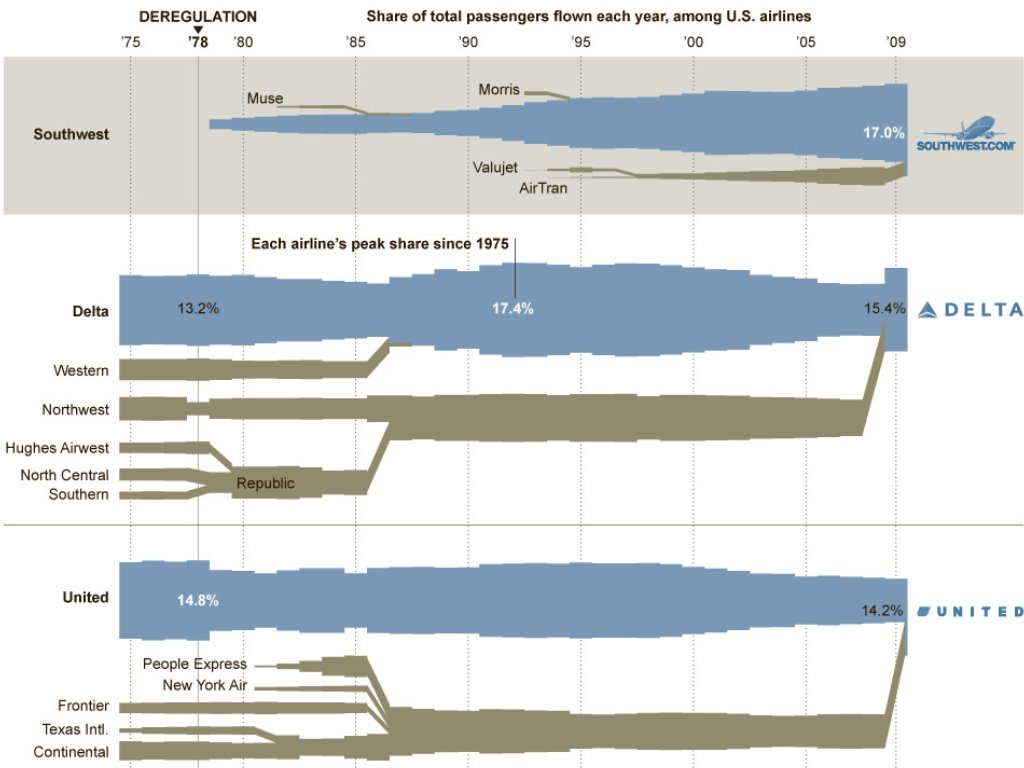 DEREGULATION
Share of total passengers flown each year, among U.S. airlines
’75 ’78 ’80 ’85 ’90 ’95 ’00 ’05 ’09
Muse
Morris
Southwest
17.0%
SOUTHWEST.COM
Valujet
AirTran
Each airline’s peak share since 1975
Delta
13.2%
17.4%
15.4%
DELTA
Western
Northwest
Hughes Airwest
North Central
Republic
Southern
United
14.8%
14.2%
UNITED
People Express
New York Air
Frontier
Texas Intl.
Continental